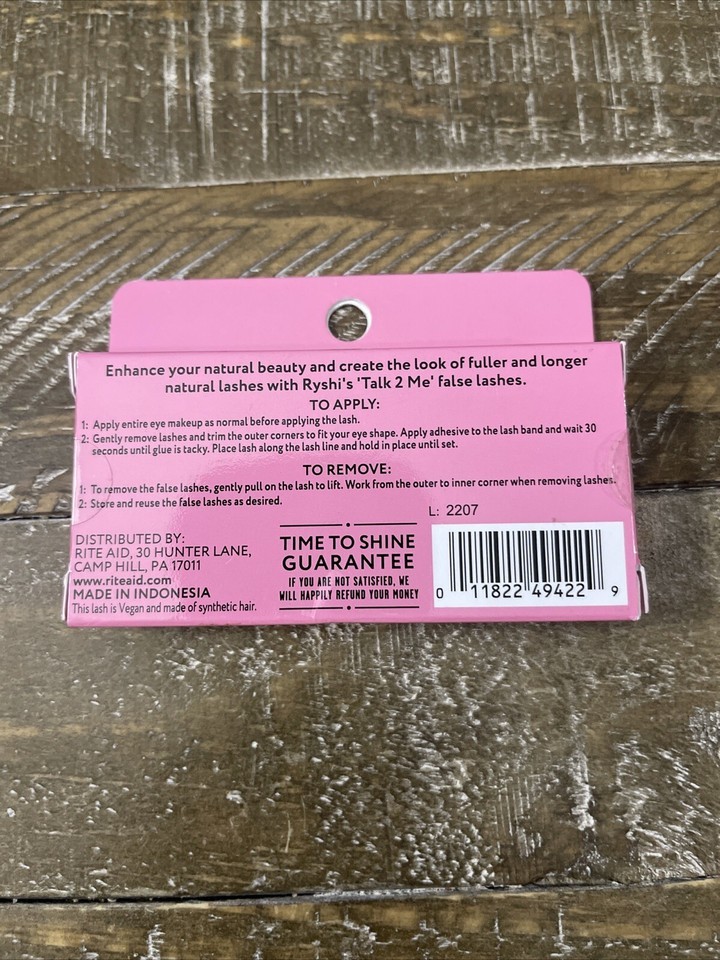 Enhance your natural beauty and create the look of fuller and longer
natural lashes with Ryshi's 'Talk 2 Me' false lashes.
TO APPLY:
1: Apply entire eye makeup as normal before applying the lash.
2: Gently remove lashes and trim the outer corners to fit your eye shape. Apply adhesive to the lash band and wait 30
seconds until glue is tacky. Place lash along the lash line and hold in place until set.
TO REMOVE:
1: To remove the false lashes, gently pull on the lash to lift. Work from the outer to inner corner when removing lashes.
2: Store and reuse the false lashes as desired.
L: 2207
DISTRIBUTED BY:
RITE AID, 30 HUNTER LANE,
CAMP HILL, PA 17011
www.riteaid.com
MADE IN INDONESIA
This lash is Vegan and made of synthetic hair.
TIME TO SHINE
GUARANTEE
IF YOU ARE NOT SATISFIED, WE
WILL HAPPILY REFUND YOUR MONEY
0 11822 49422 9